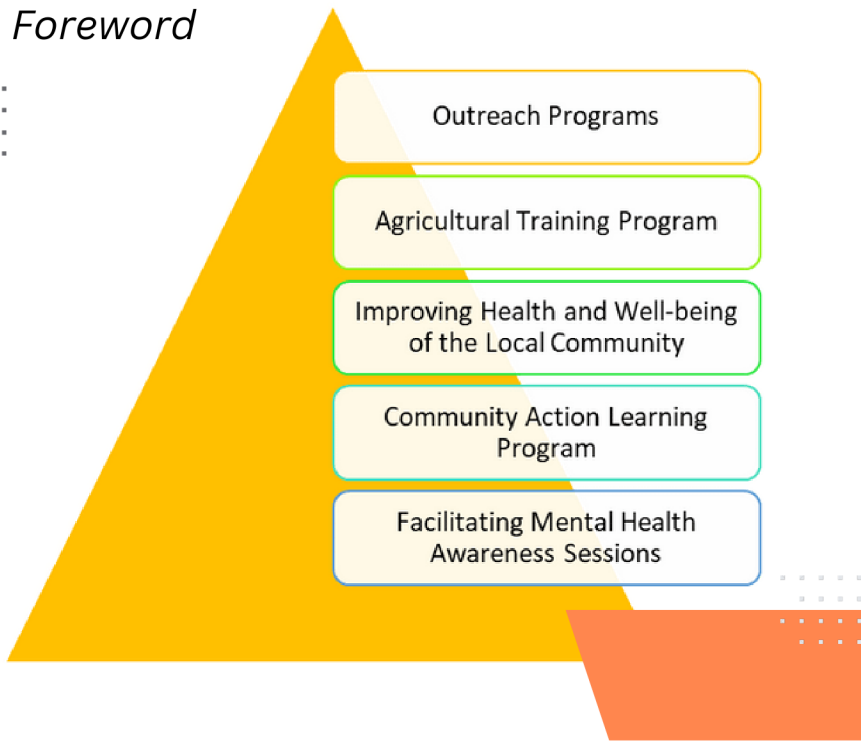 Foreword
Outreach Programs
Agricultural Training Program
Improving Health and Well-being
of the Local Community
Community Action Learning
Program
Facilitating Mental Health
Awareness Sessions